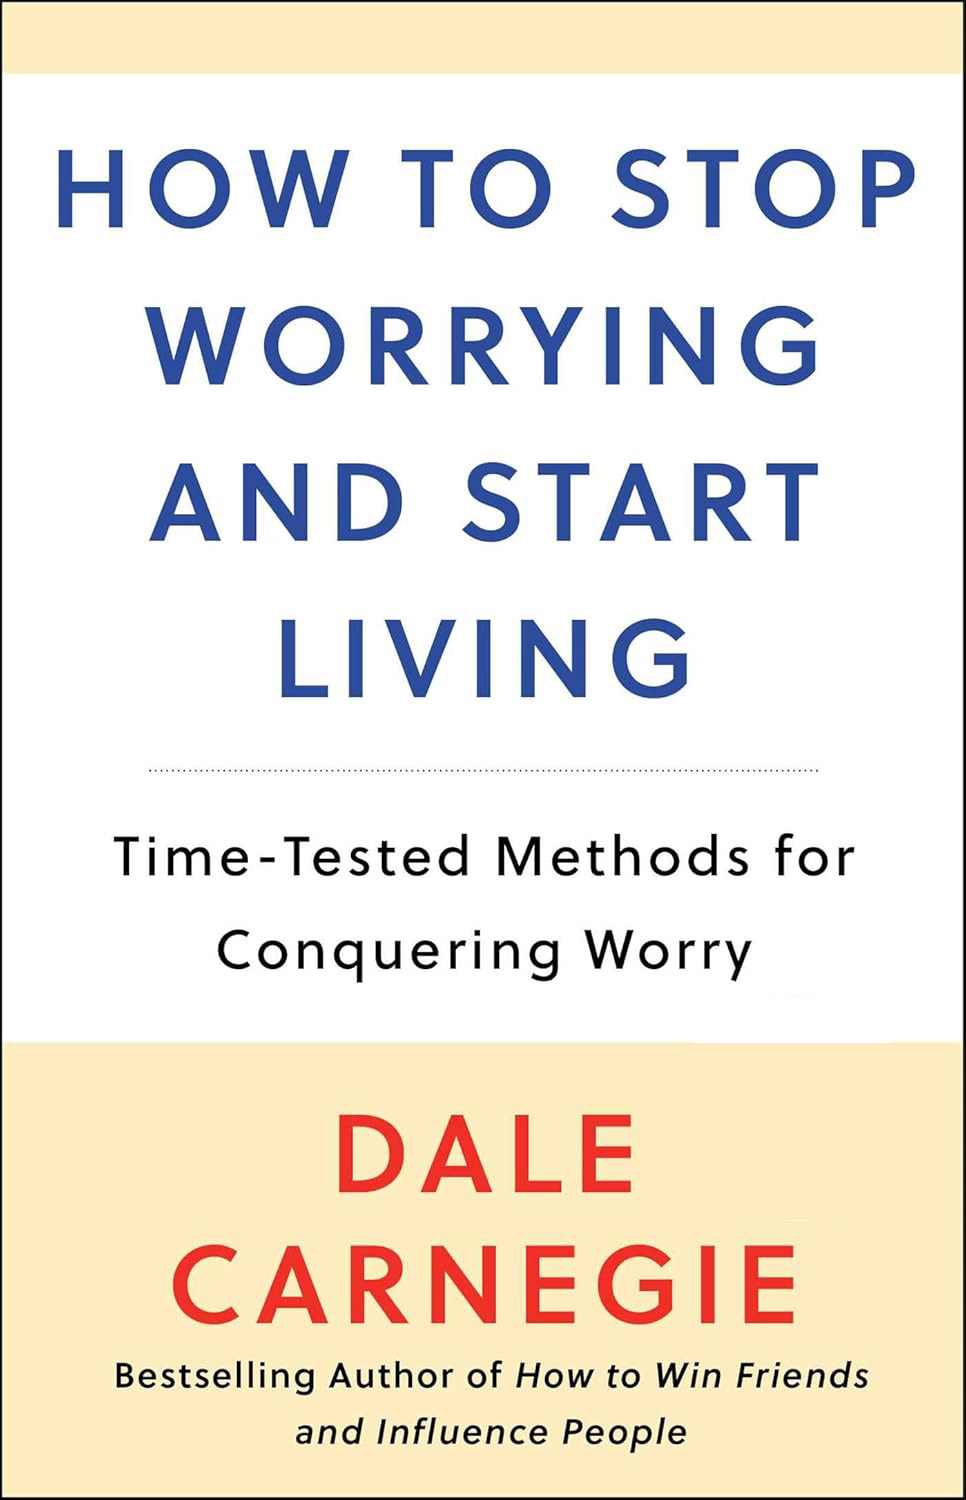 HOW TO STOP
WORRYING
AND START
LIVING
Time-Tested Methods for
Conquering Worry
DALE
CARNEGIE
Bestselling Author of How to Win Friends
and Influence People